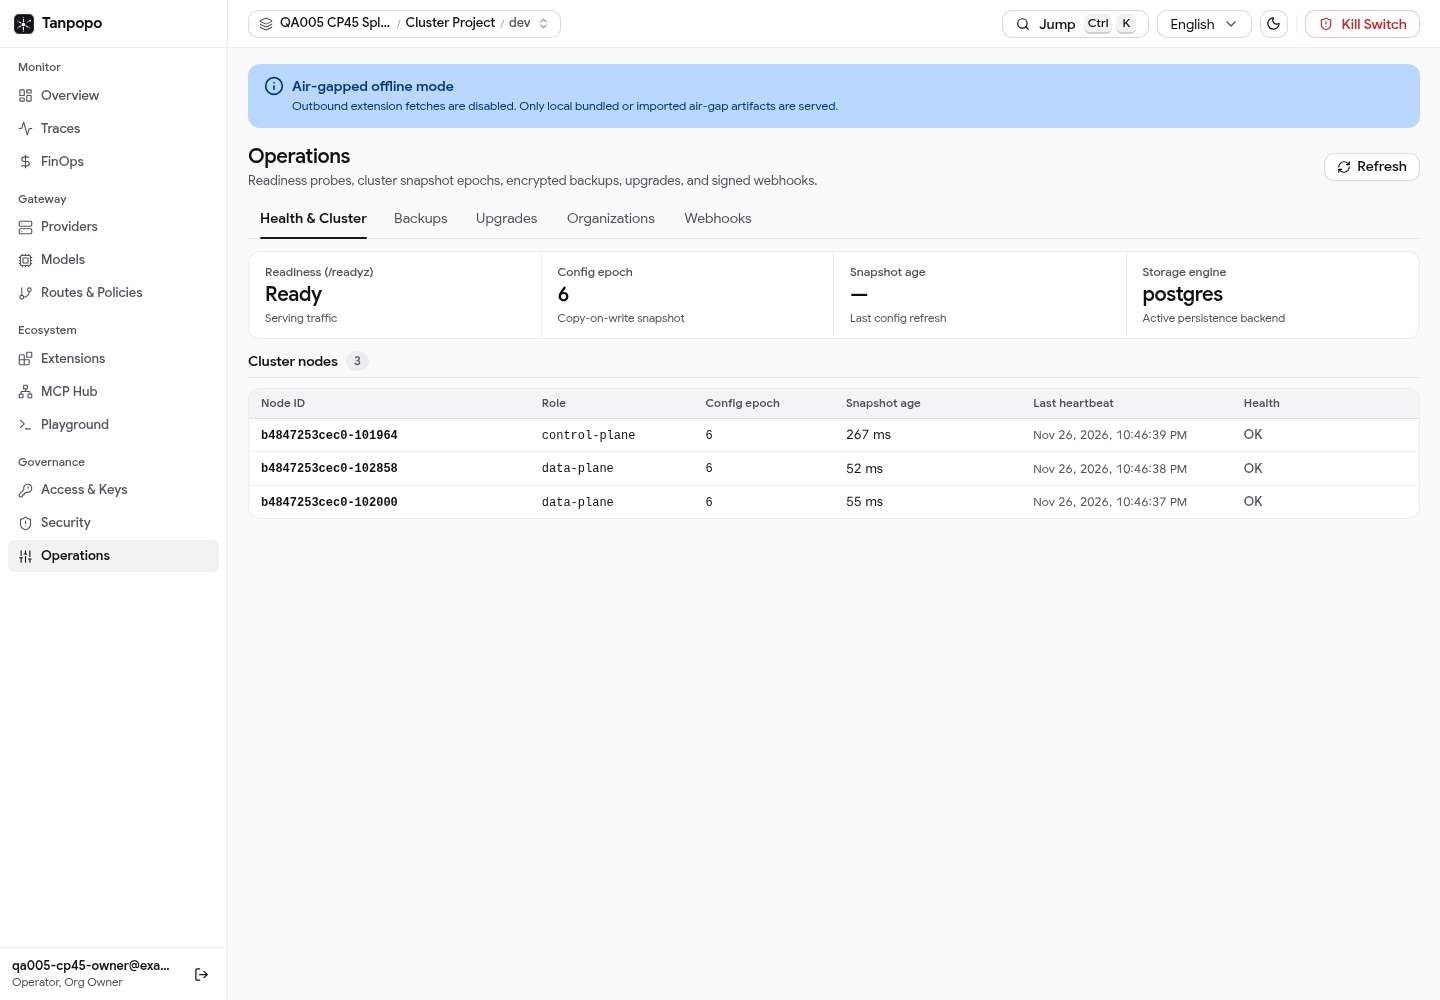 Tanpopo
QA005 CP45 Spl... / Cluster Project / dev
Jump Ctrl K
English
Kill Switch
Monitor
Overview
Traces
FinOps
Gateway
Providers
Models
Routes & Policies
Ecosystem
Extensions
MCP Hub
Playground
Governance
Access & Keys
Security
Operations
qa005-cp45-owner@exa...
Operator, Org Owner
Air-gapped offline mode
Outbound extension fetches are disabled. Only local bundled or imported air-gap artifacts are served.
Operations
Readiness probes, cluster snapshot epochs, encrypted backups, upgrades, and signed webhooks.
Refresh
Health & Cluster Backups Upgrades Organizations Webhooks
Readiness (/readyz)
Ready
Serving traffic
Config epoch
6
Copy-on-write snapshot
Snapshot age
—
Last config refresh
Storage engine
postgres
Active persistence backend
Cluster nodes 3
Node ID Role Config epoch Snapshot age Last heartbeat Health
b4847253cec0-101964 control-plane 6 267 ms Nov 26, 2026, 10:46:39 PM OK
b4847253cec0-102858 data-plane 6 52 ms Nov 26, 2026, 10:46:38 PM OK
b4847253cec0-102000 data-plane 6 55 ms Nov 26, 2026, 10:46:37 PM OK